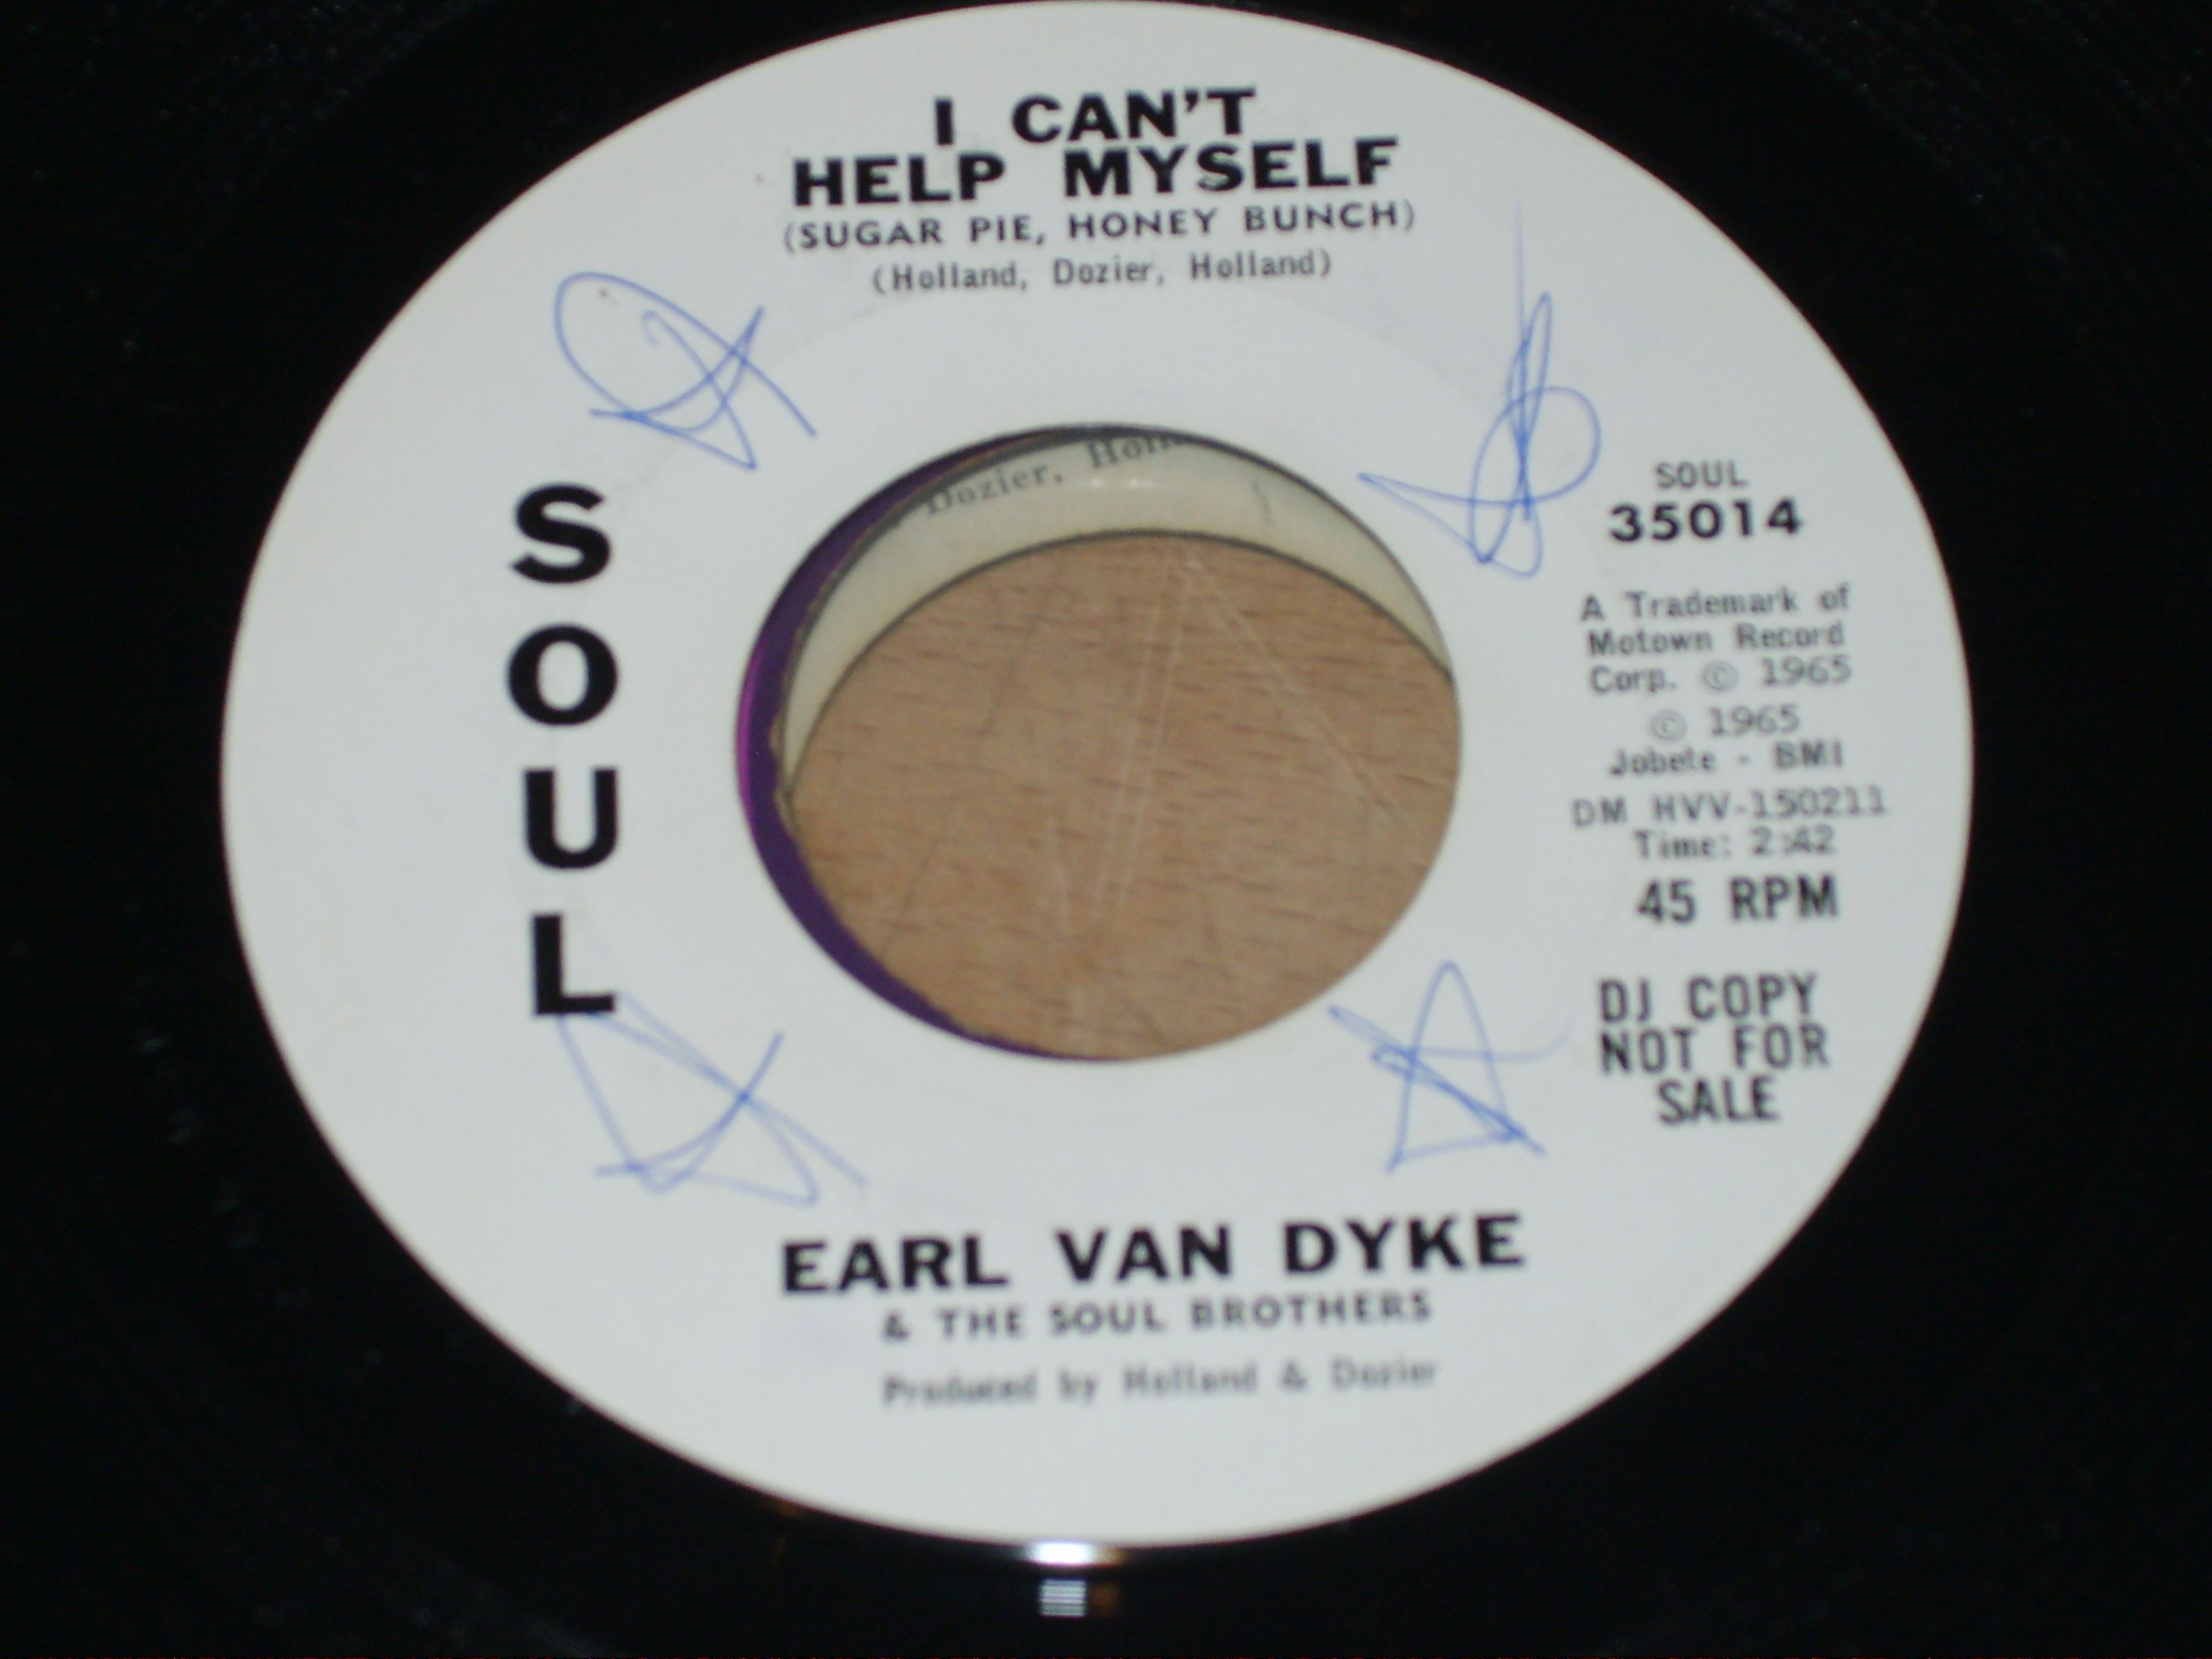 I CAN'T
HELP MYSELF
(SUGAR PIE, HONEY BUNCH)
(Holland, Dozier, Holland)
Dozier,
S
O
U
L
SOUL
35014
A Trademark of
Motown Record
Corp. © 1965
© 1965
Jobete - BMI
DM HVV-150211
Time: 2:42
45 RPM
DJ COPY
NOT FOR
SALE
EARL VAN DYKE
& THE SOUL BROTHERS
Produced by Holland & Dozier